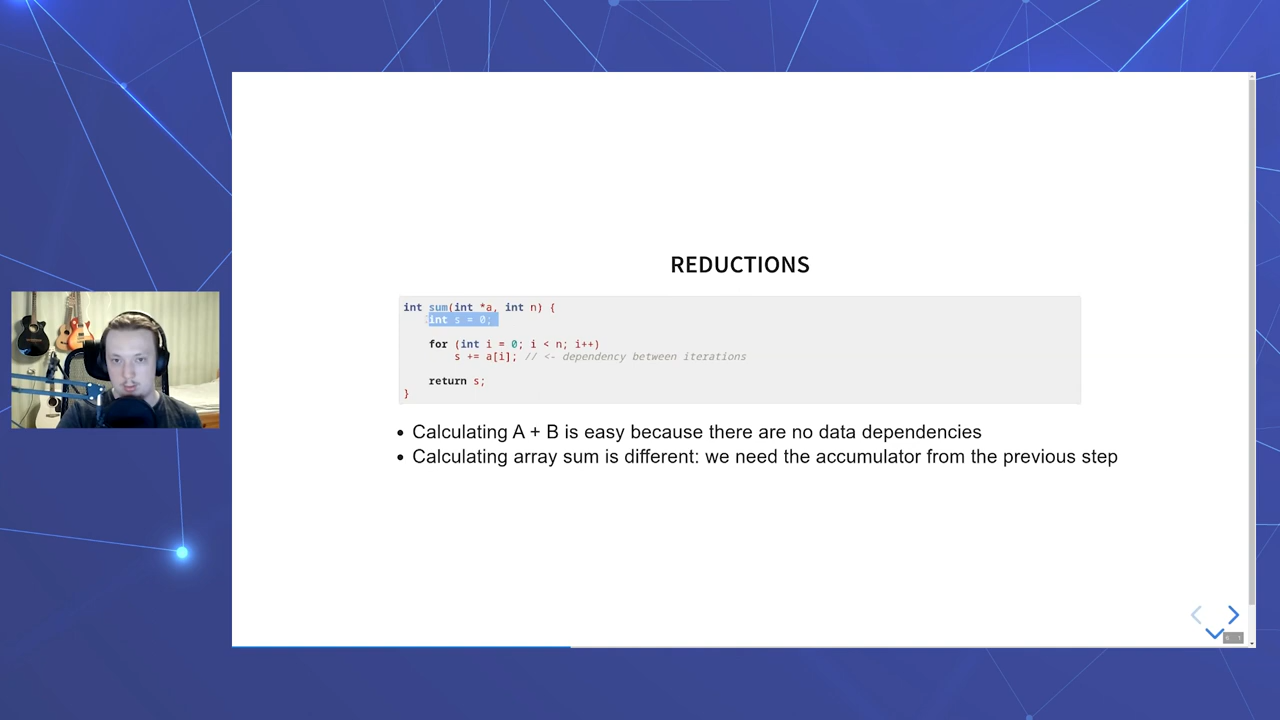 REDUCTIONS
int sum(int *a, int n) {
int s = 0;
for (int i = 0; i < n; i++)
s += a[i]; // <- dependency between iterations
return s;
}
• Calculating A + B is easy because there are no data dependencies
• Calculating array sum is different: we need the accumulator from the previous step